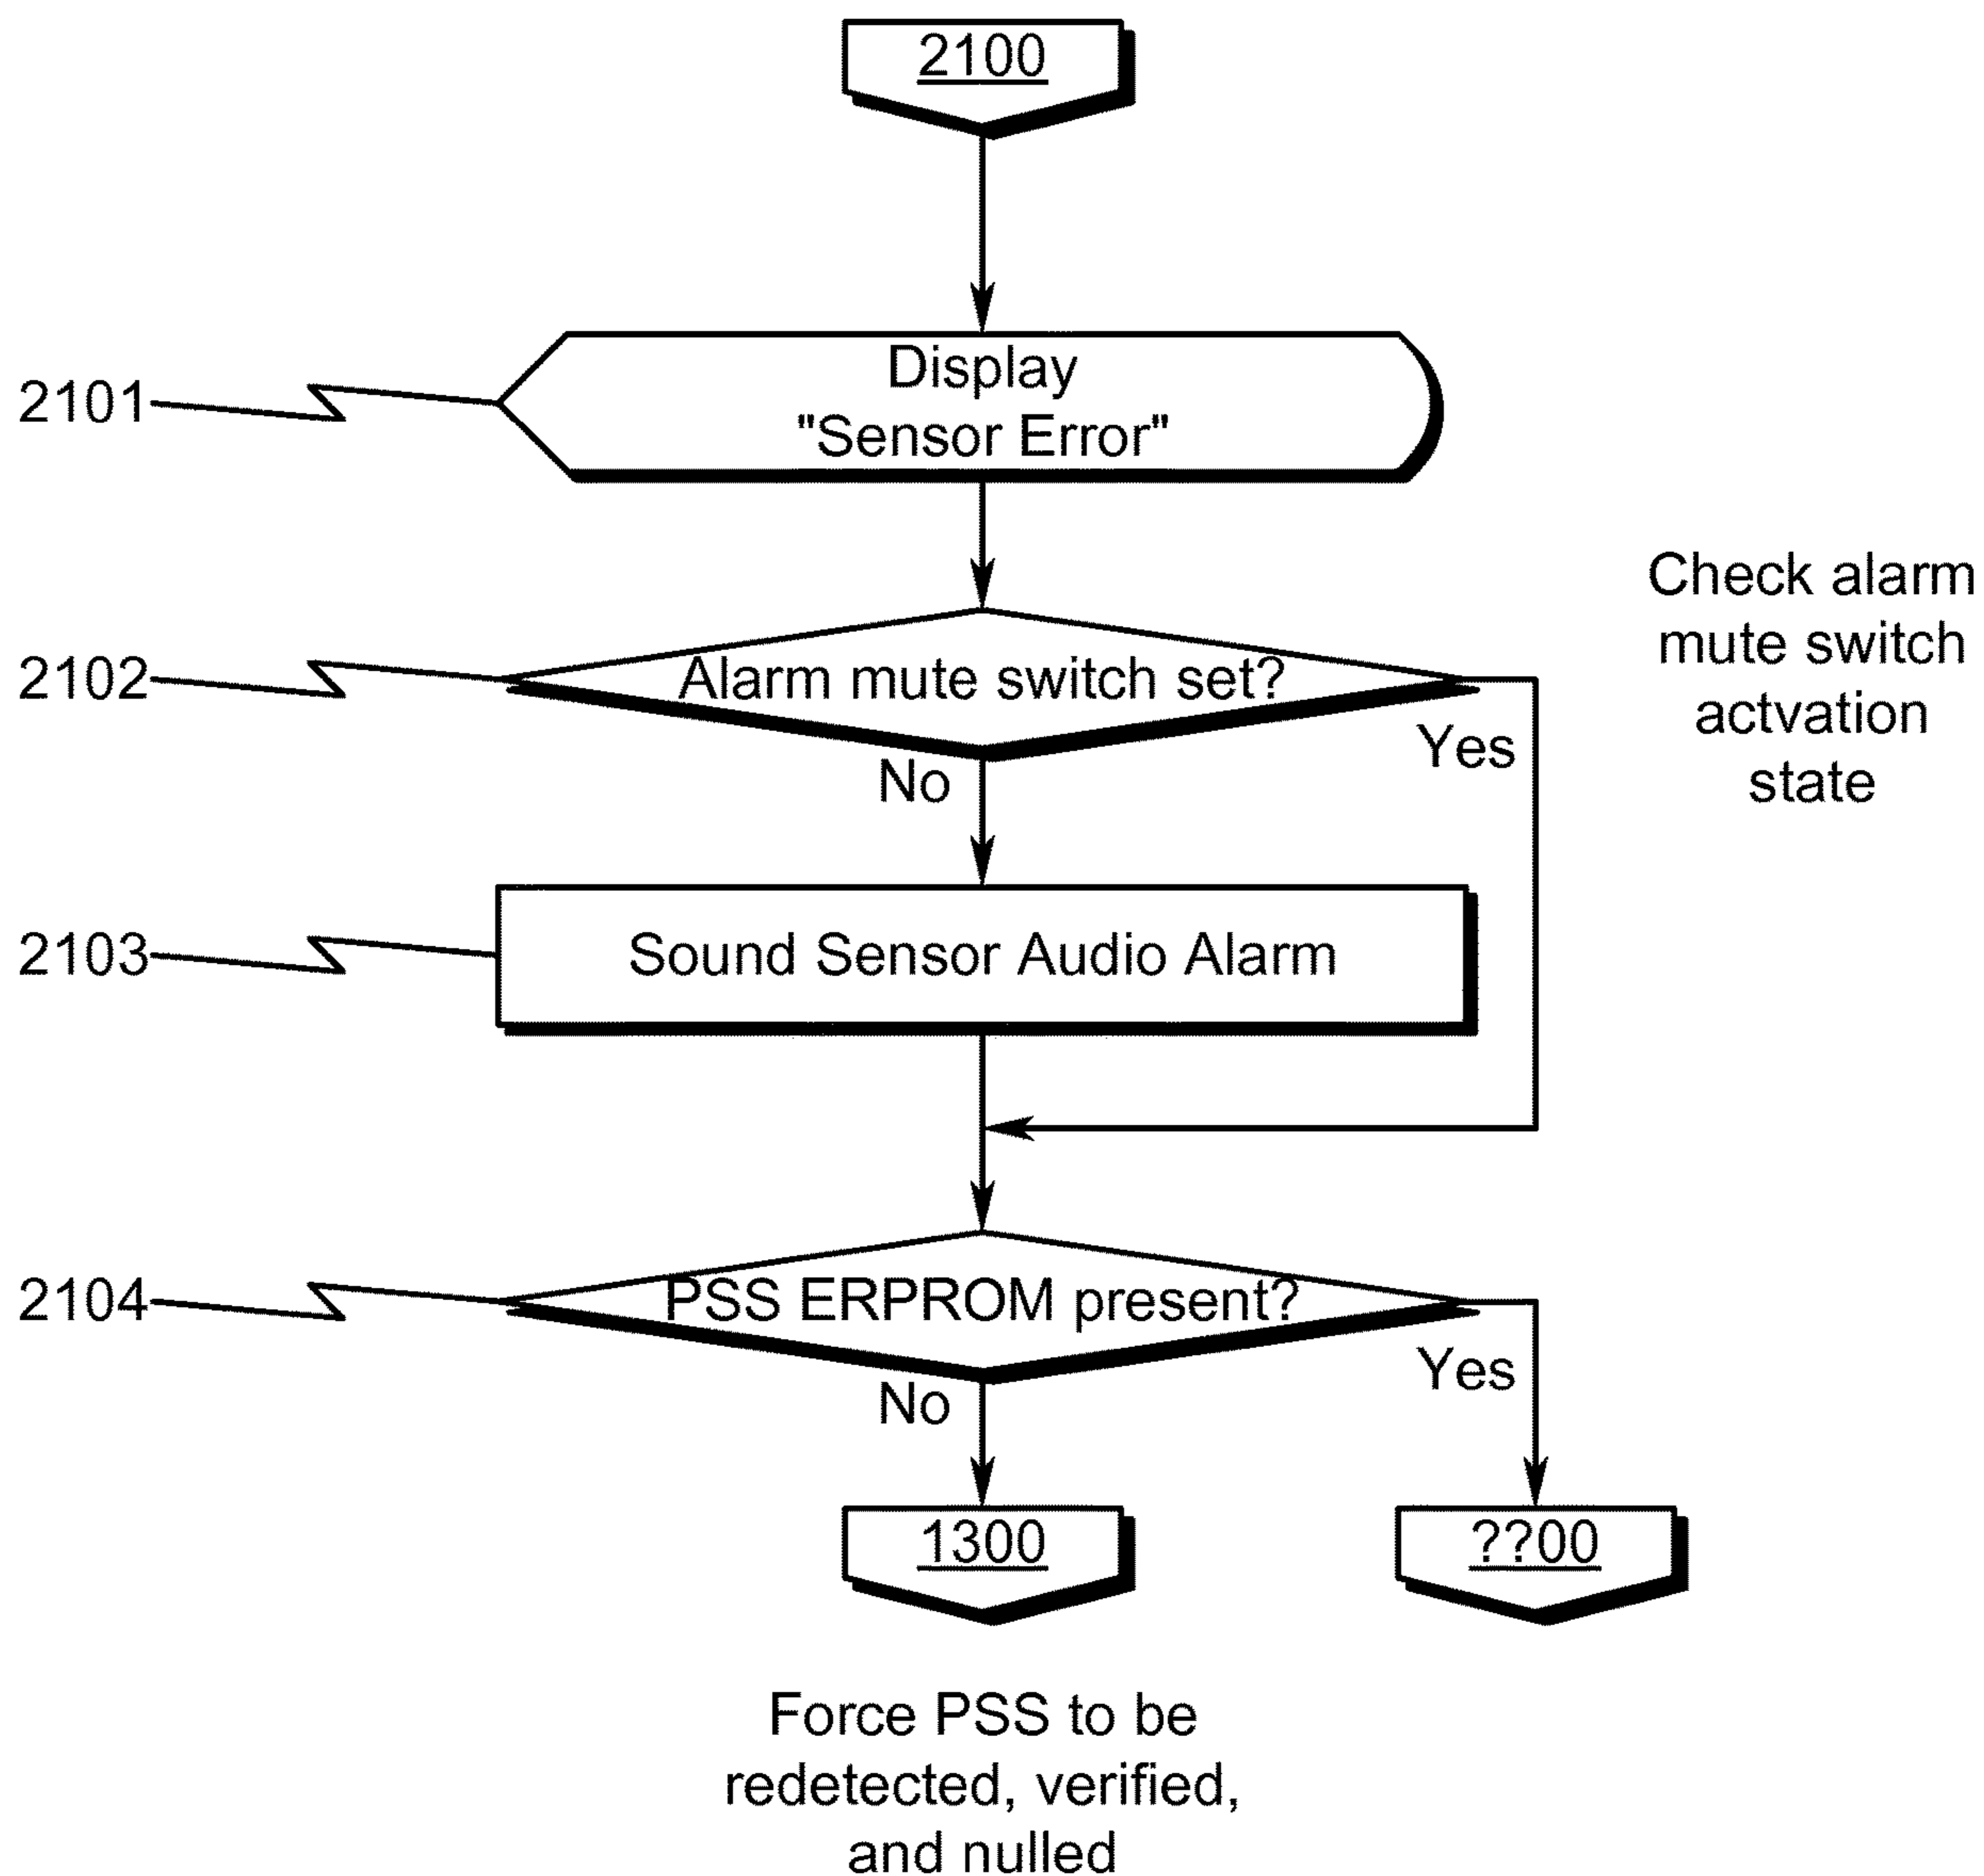 2100
2101
Display
"Sensor Error"
Check alarm
mute switch
actvation
state
2102
Alarm mute switch set?
Yes
No
2103
Sound Sensor Audio Alarm
2104
PSS ERPROM present?
Yes
No
1300
??00
Force PSS to be
redetected, verified,
and nulled